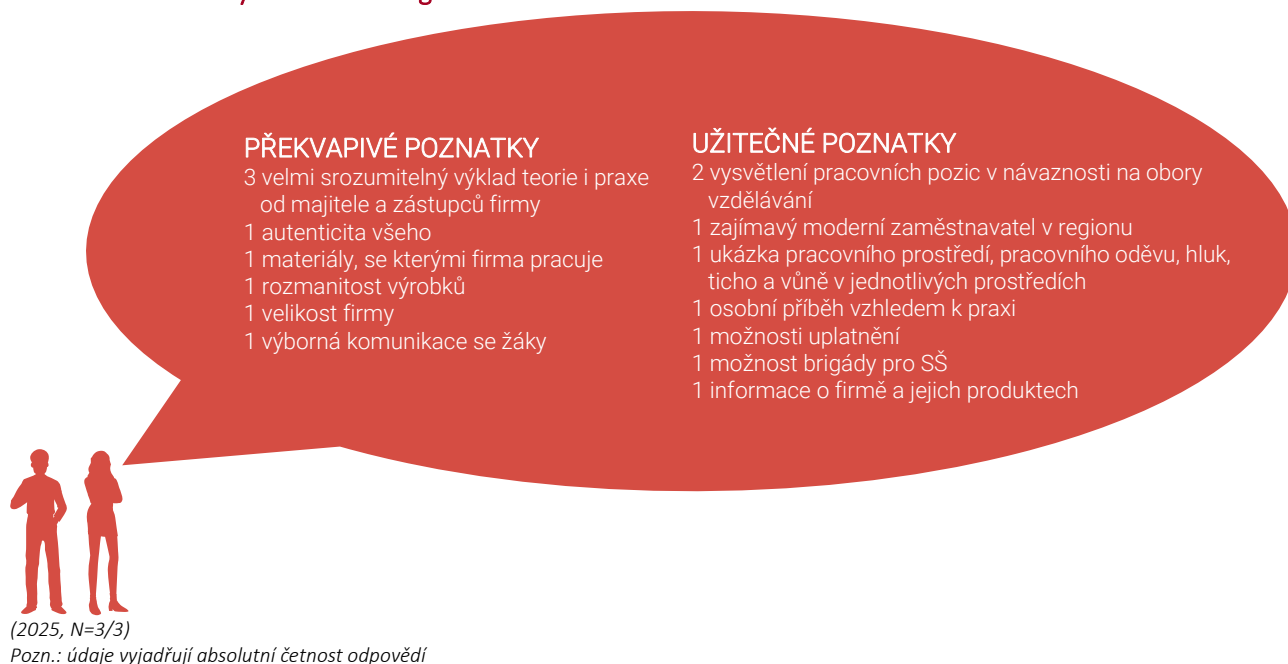 PŘEKVAPIVÉ POZNATKY
3 velmi srozumitelný výklad teorie i praxe
od majitele a zástupců firmy
1 autenticita všeho
1 materiály, se kterými firma pracuje
1 rozmanitost výrobků
1 velikost firmy
1 výborná komunikace se žáky
UŽITEČNÉ POZNATKY
2 vysvětlení pracovních pozic v návaznosti na obory
vzdělávání
1 zajímavý moderní zaměstnavatel v regionu
1 ukázka pracovního prostředí, pracovního oděvu, hluk,
ticho a vůně v jednotlivých prostředích
1 osobní příběh vzhledem k praxi
1 možnosti uplatnění
1 možnost brigády pro SŠ
1 informace o firmě a jejich produktech
(2025, N=3/3)
Pozn.: údaje vyjadřují absolutní četnost odpovědí